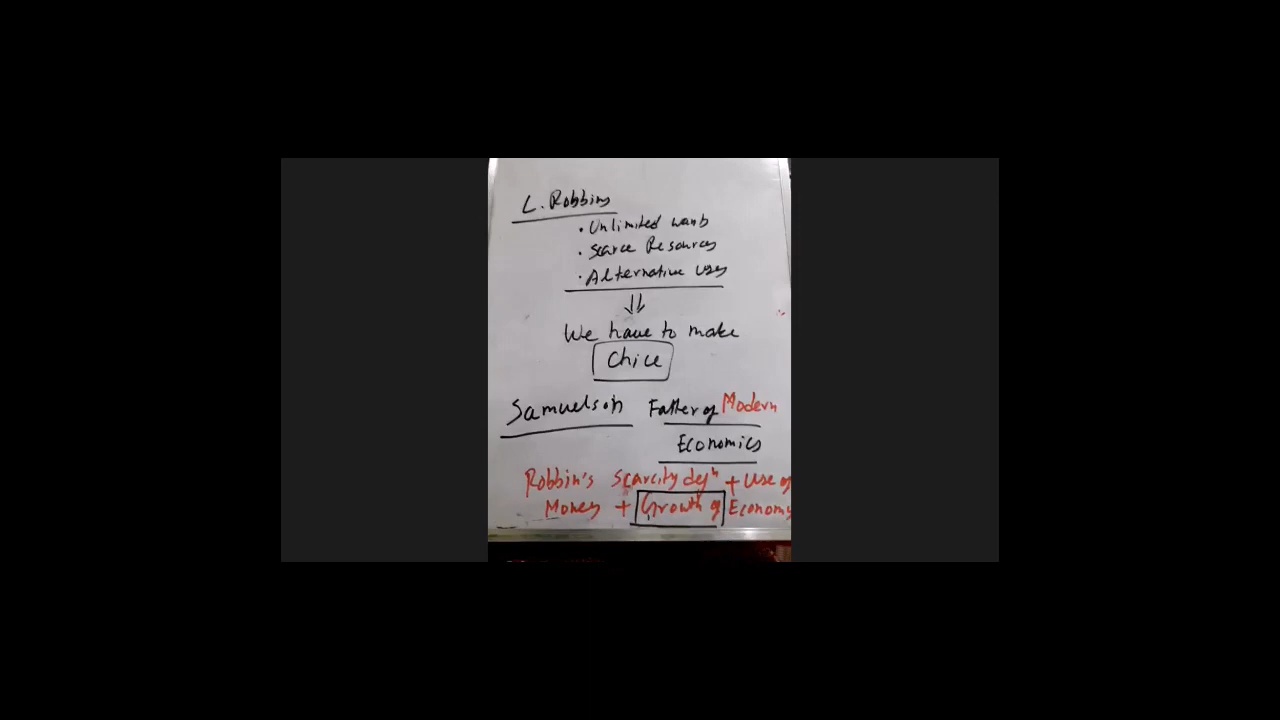 L. Robbins
• Unlimited wants
• Scarce Resources
• Alternative uses
⇓
We have to make
Chice
Samuelson Father of Modern
Economics
Robbin's Scarcity defⁿ + Use of
Money + Growth of Economy